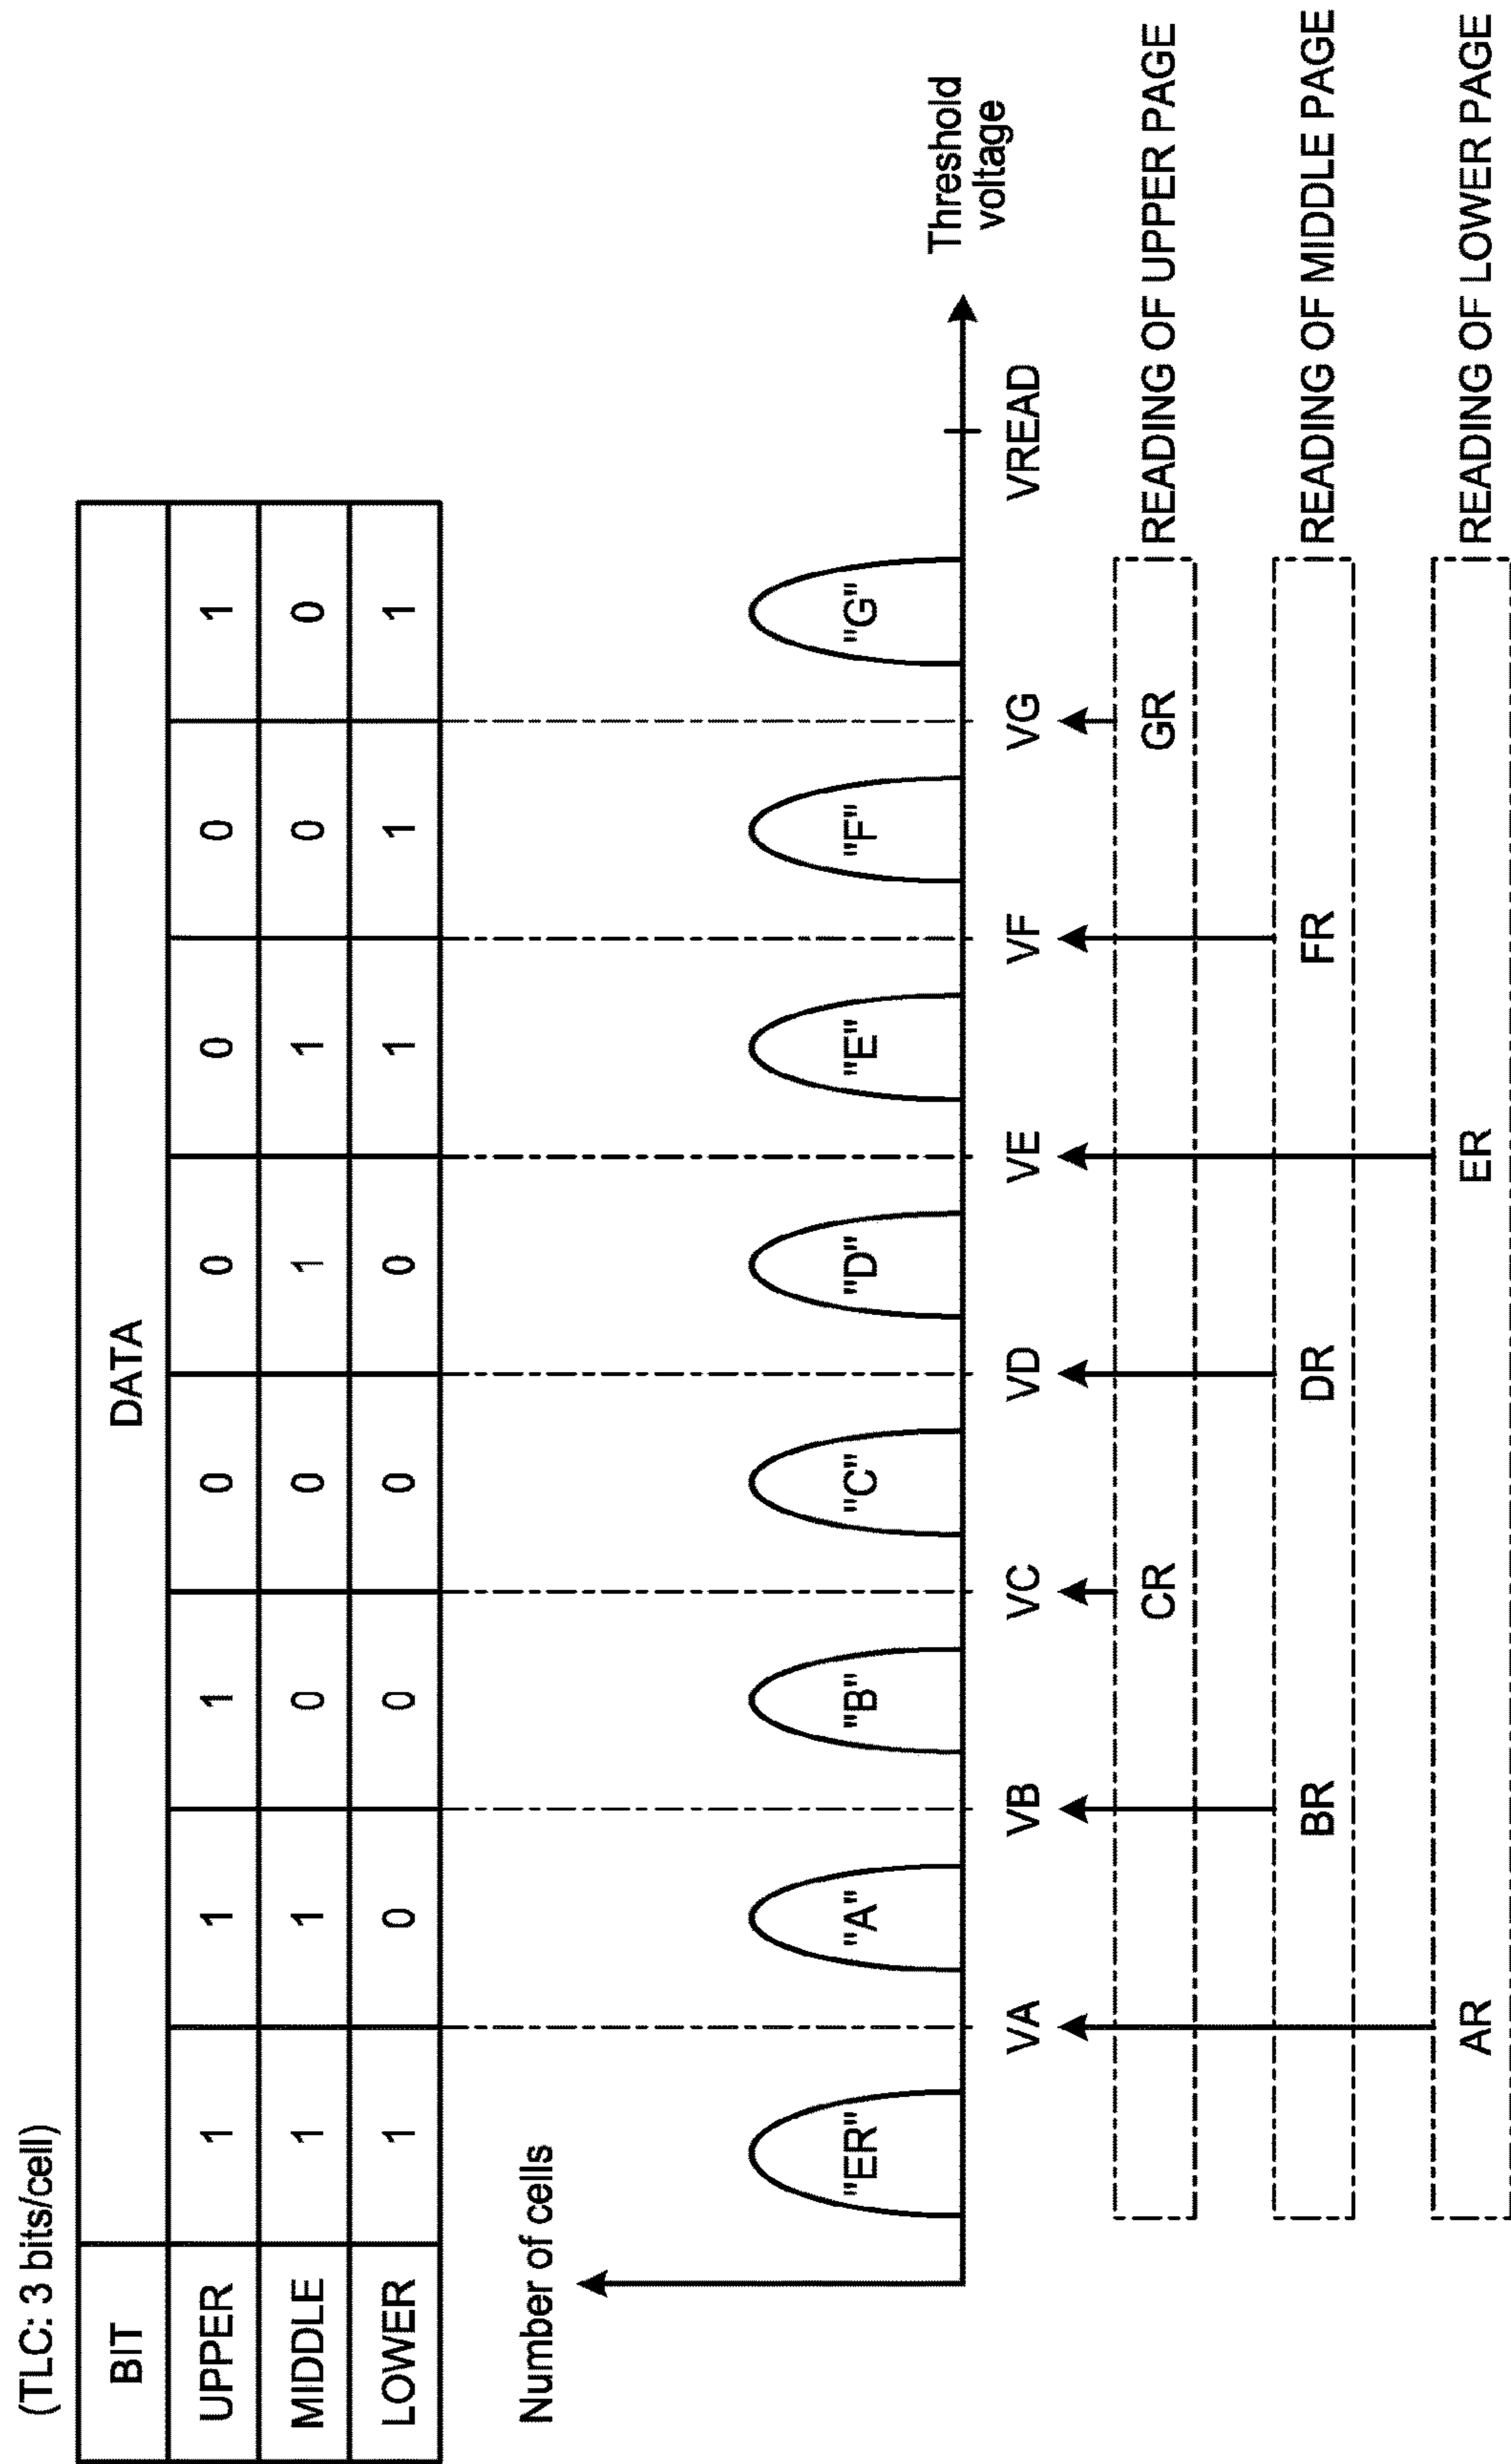 (TLC: 3 bits/cell)
BIT DATA
UPPER 1 1 1 0 0 0 0 1
MIDDLE 1 1 0 0 1 1 0 0
LOWER 1 0 0 0 0 1 1 1
Number of cells
"ER" "A" "B" "C" "D" "E" "F" "G"
Threshold
voltage
VA VB VC VD VE VF VG VREAD
CR GR READING OF UPPER PAGE
BR DR FR READING OF MIDDLE PAGE
AR ER READING OF LOWER PAGE